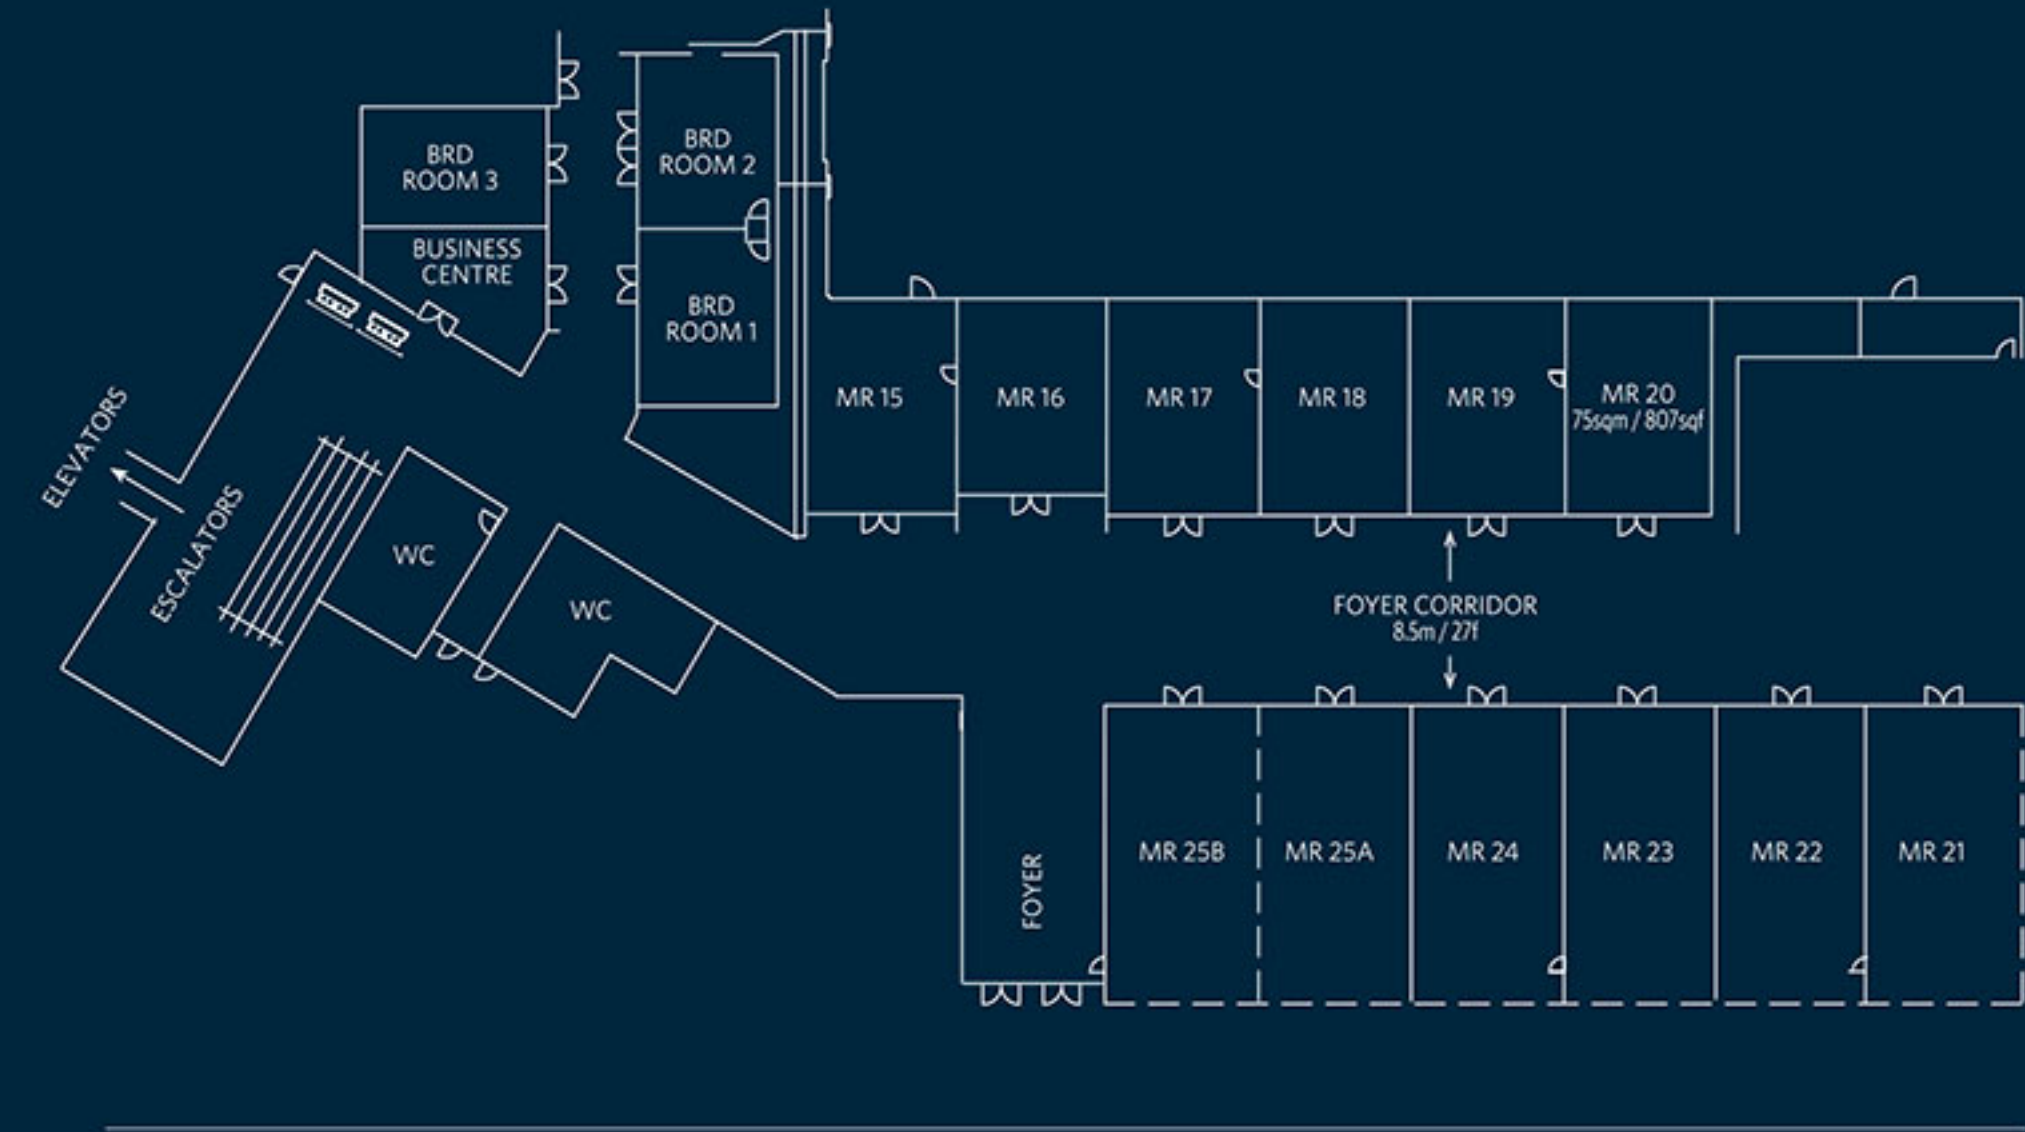 BRD
ROOM 3
BRD
ROOM 2
BUSINESS
CENTRE
BRD
ROOM 1
ELEVATORS
ESCALATORS
WC
WC
MR 15
MR 16
MR 17
MR 18
MR 19
MR 20
75sqm / 807sqf
FOYER CORRIDOR
8.5m / 27f
FOYER
MR 25B
MR 25A
MR 24
MR 23
MR 22
MR 21